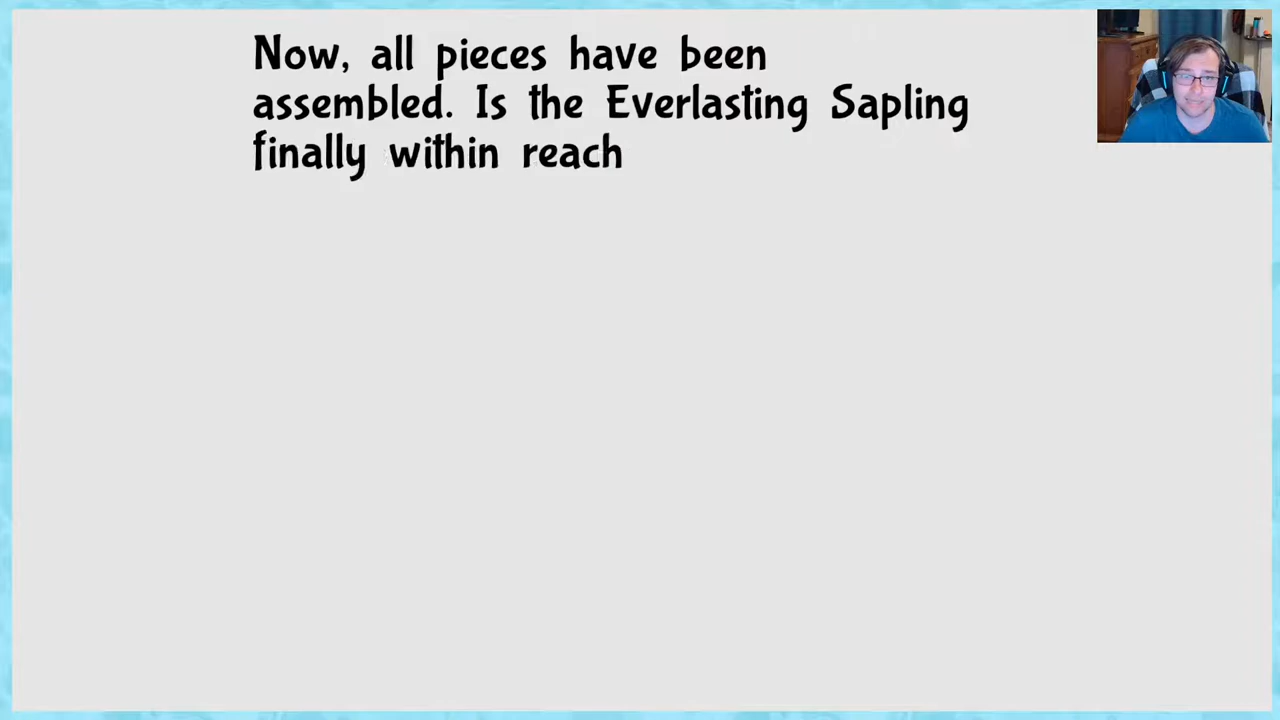 Now, all pieces have been
assembled. Is the Everlasting Sapling
finally within reach